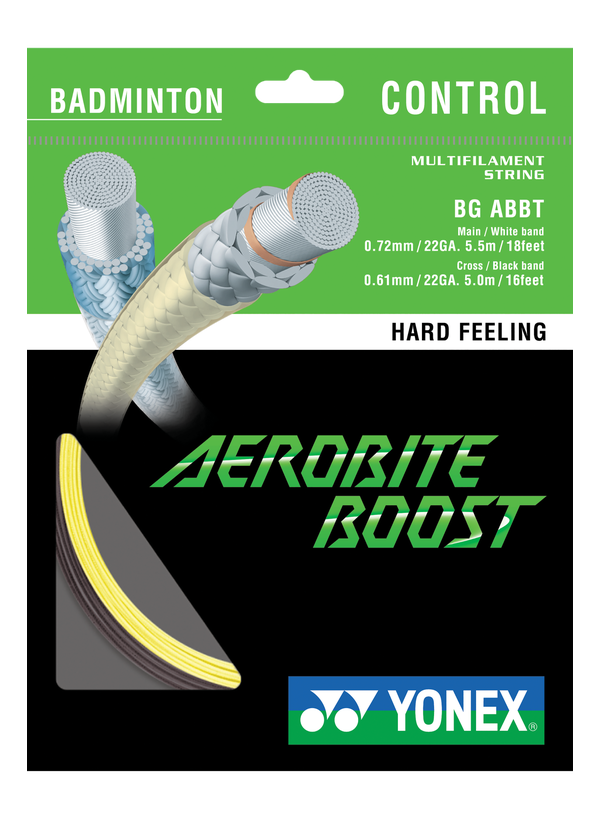 BADMINTON
CONTROL
MULTIFILAMENT
STRING
BG ABBT
Main / White band
0.72mm / 22GA. 5.5m / 18feet
Cross / Black band
0.61mm / 22GA. 5.0m / 16feet
HARD FEELING
AEROBITE
BOOST
YONEX®